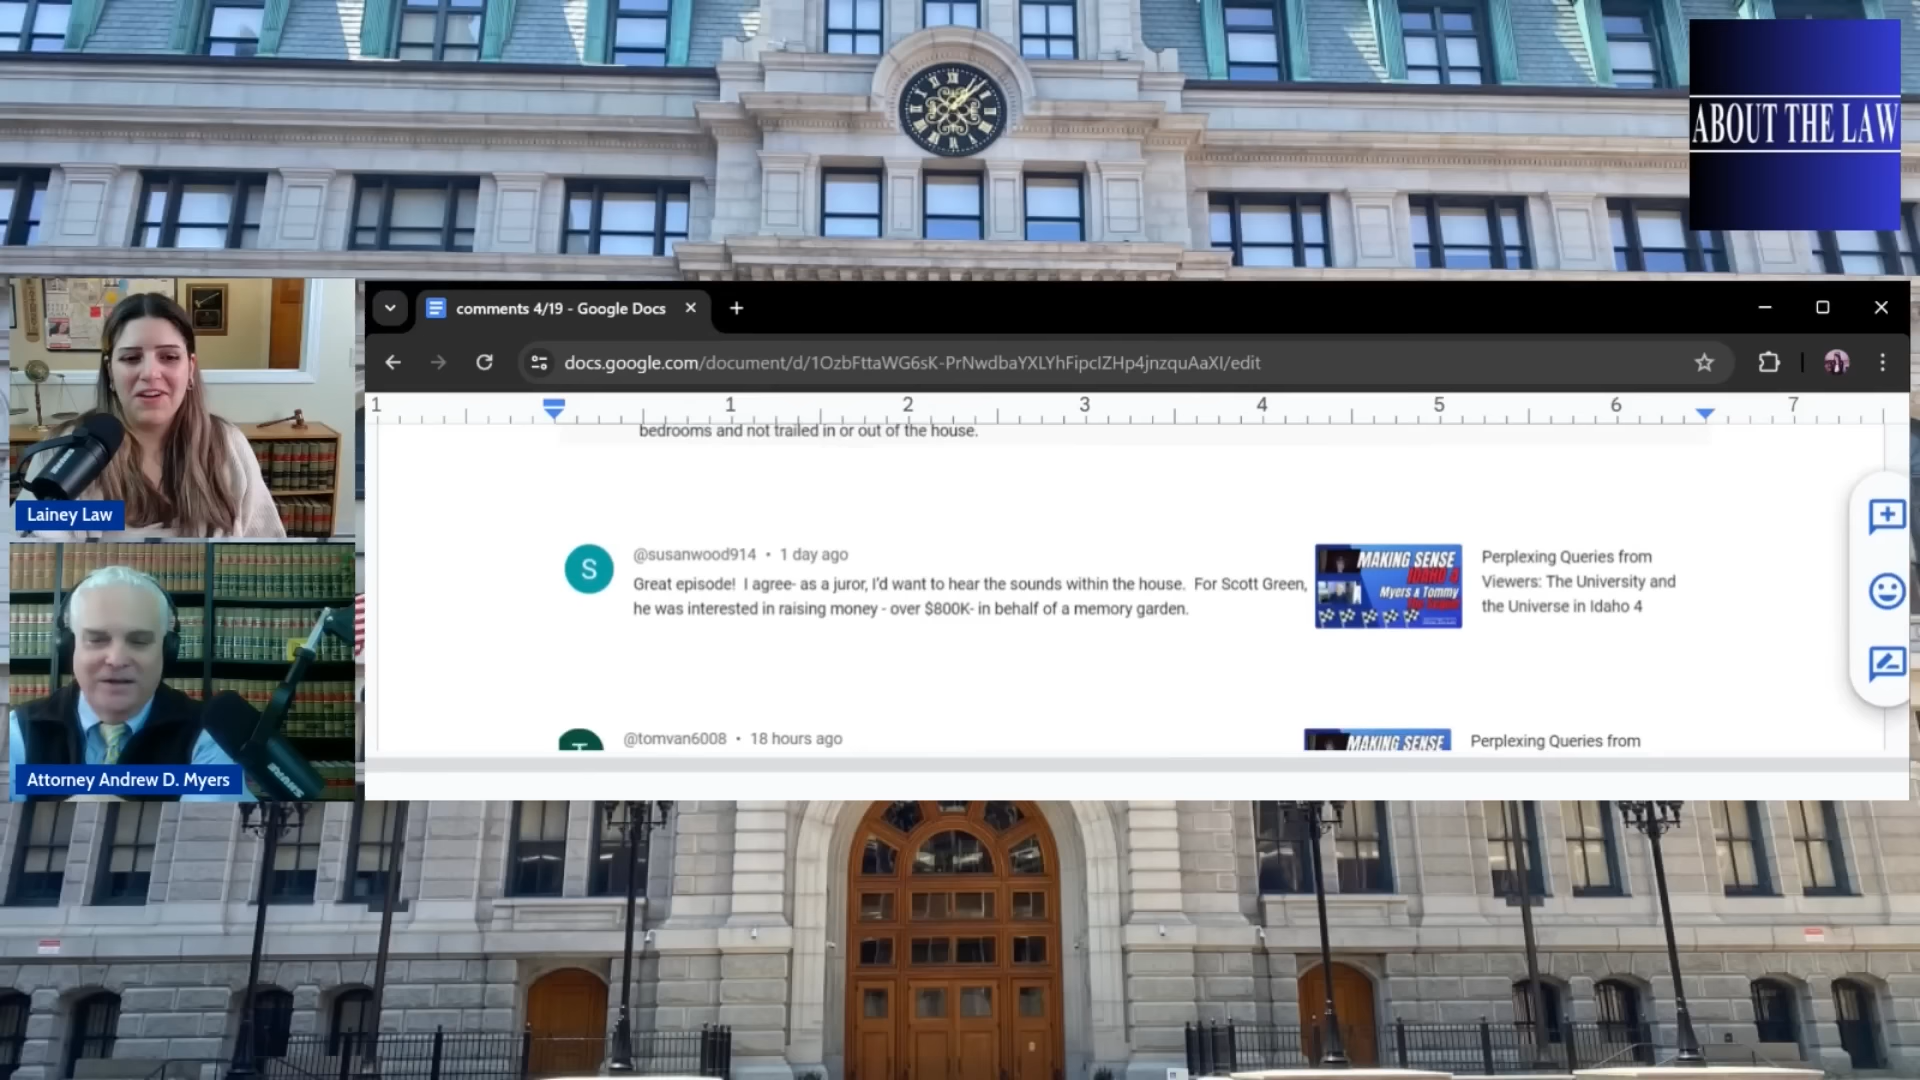 ABOUT THE LAW
comments 4/19 - Google Docs
docs.google.com/document/d/1OzbFttaWG6sK-PrNwdbaYXLYhFipclZHp4jnzquAaXI/edit
1 1 2 3 4 5 6 7
bedrooms and not trailed in or out of the house.
S
@susanwood914 • 1 day ago
Great episode! I agree- as a juror, I'd want to hear the sounds within the house. For Scott Green,
he was interested in raising money - over $800K- in behalf of a memory garden.
MAKING SENSE
IDAHO 4
Myers & Tommy
Perplexing Queries from
Viewers: The University and
the Universe in Idaho 4
T
@tomvan6008 • 18 hours ago
MAKING SENSE
Perplexing Queries from
Lainey Law
Attorney Andrew D. Myers